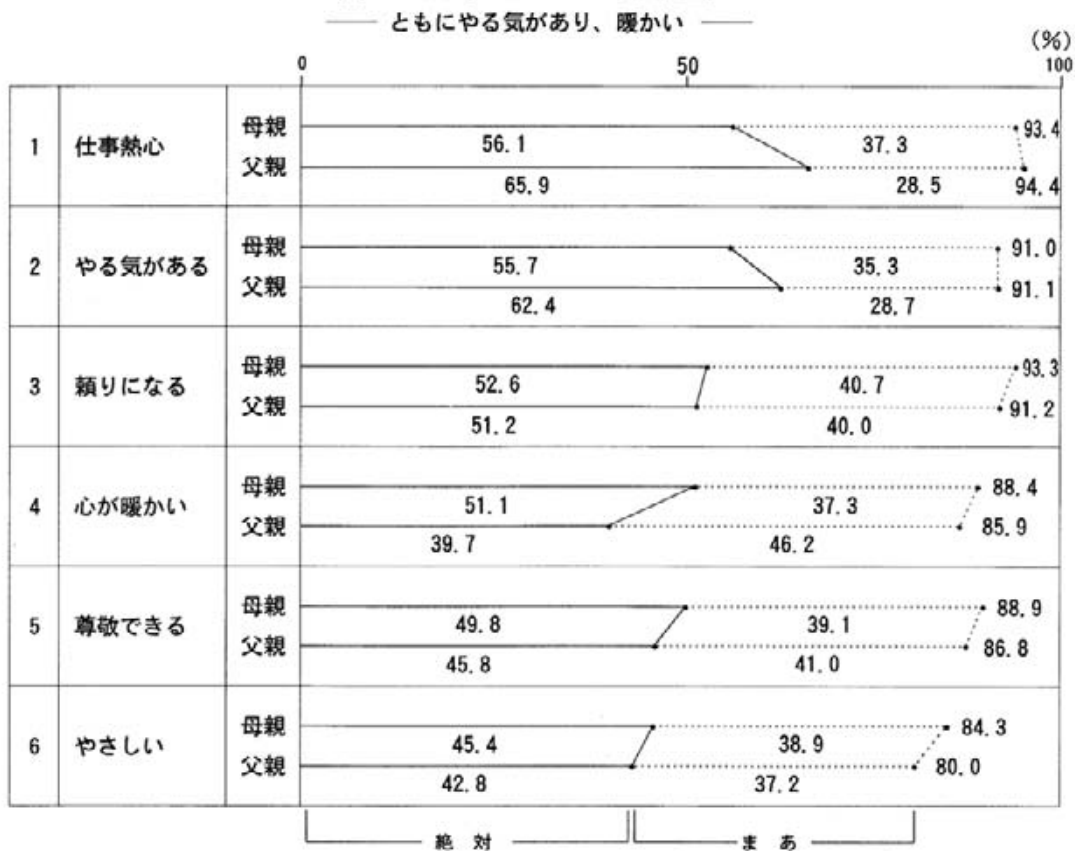 ともにやる気があり、暖かい
(%)
0 50 100
1 仕事熱心 母親 56.1 37.3 93.4
父親 65.9 28.5 94.4
2 やる気がある 母親 55.7 35.3 91.0
父親 62.4 28.7 91.1
3 頼りになる 母親 52.6 40.7 93.3
父親 51.2 40.0 91.2
4 心が暖かい 母親 51.1 37.3 88.4
父親 39.7 46.2 85.9
5 尊敬できる 母親 49.8 39.1 88.9
父親 45.8 41.0 86.8
6 やさしい 母親 45.4 38.9 84.3
父親 42.8 37.2 80.0
絶対 まあ